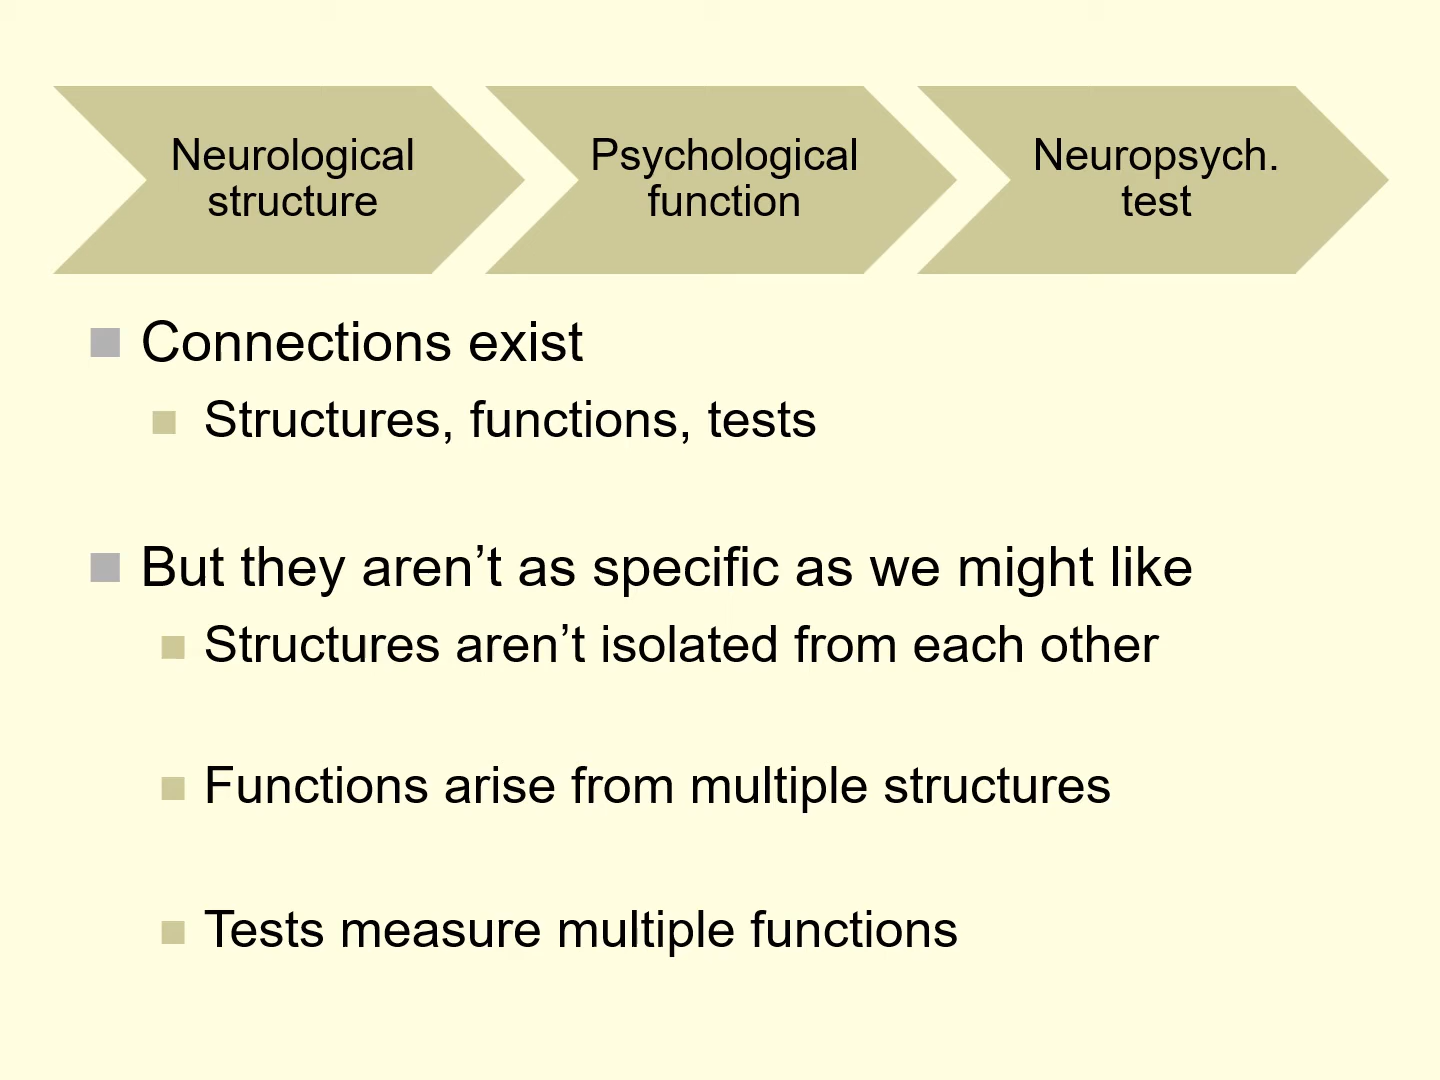 Neurological
structure
Psychological
function
Neuropsych.
test
Connections exist
Structures, functions, tests
But they aren’t as specific as we might like
Structures aren’t isolated from each other
Functions arise from multiple structures
Tests measure multiple functions